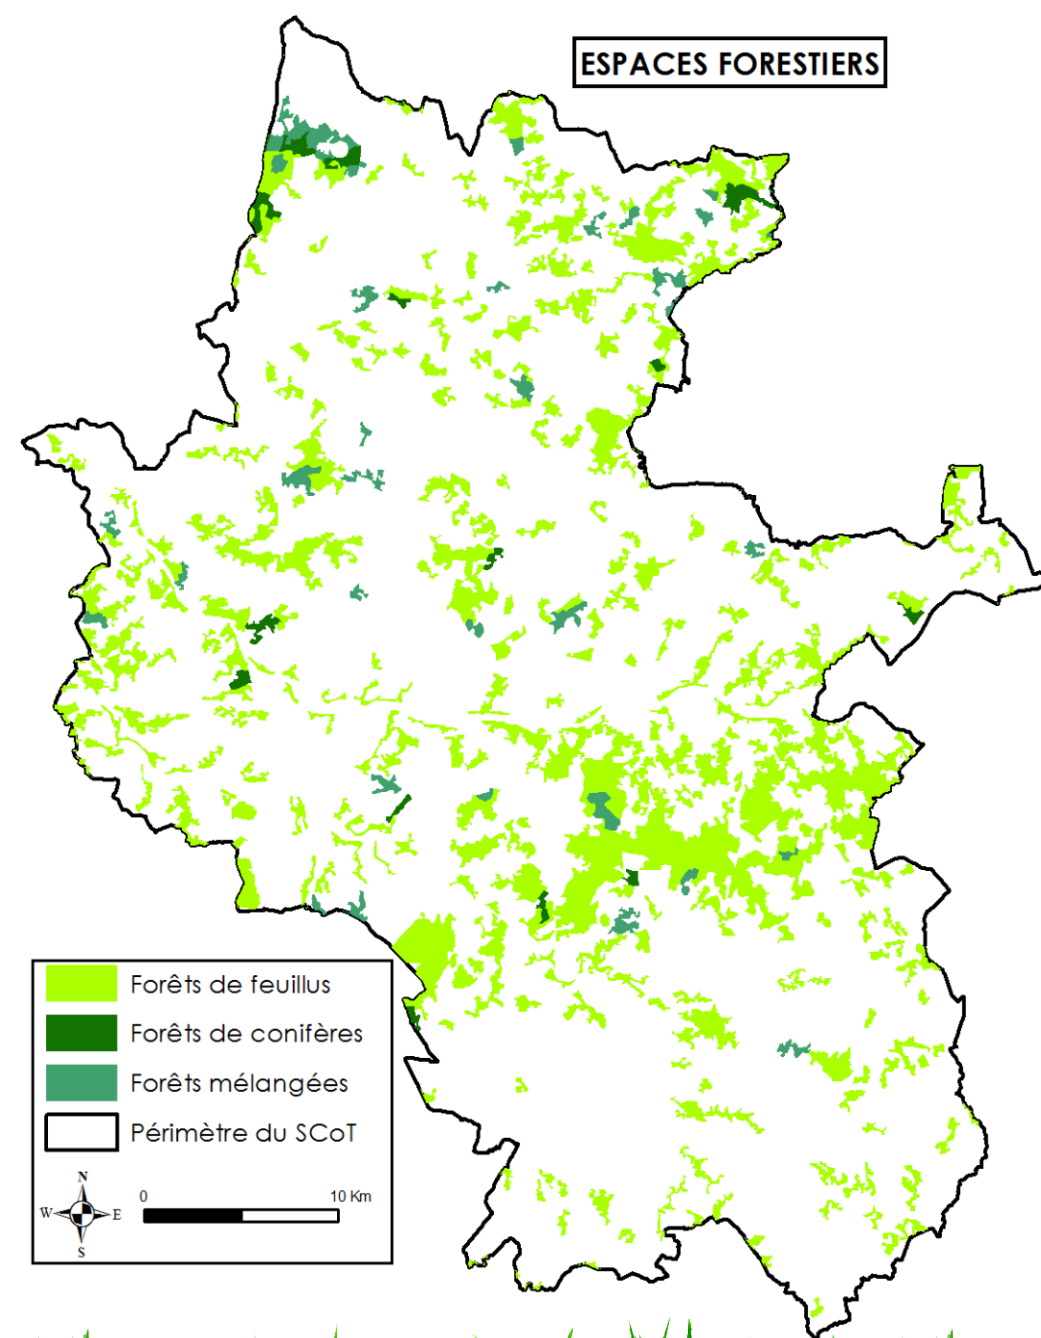 ESPACES FORESTIERS
Forêts de feuillus
Forêts de conifères
Forêts mélangées
Périmètre du SCoT
N
W E
S
0 10 Km